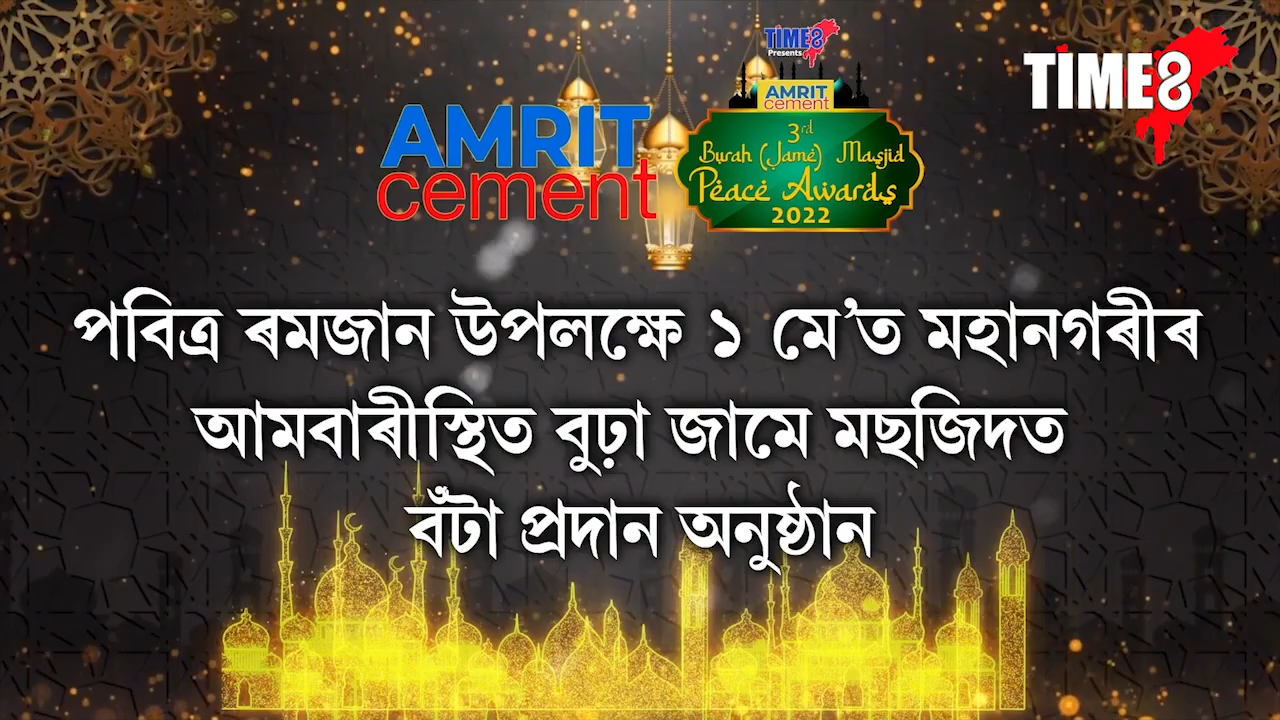 TIME8
Presents
TIME8
AMRIT
cement
AMRIT
cement
3rd
Burah (Jame) Masjid
Peace Awards
2022
পবিত্ৰ ৰমজান উপলক্ষে ১ মে’ত মহানগৰীৰ
আমবাৰীস্থিত বুঢ়া জামে মছজিদত
বঁটা প্ৰদান অনুষ্ঠান